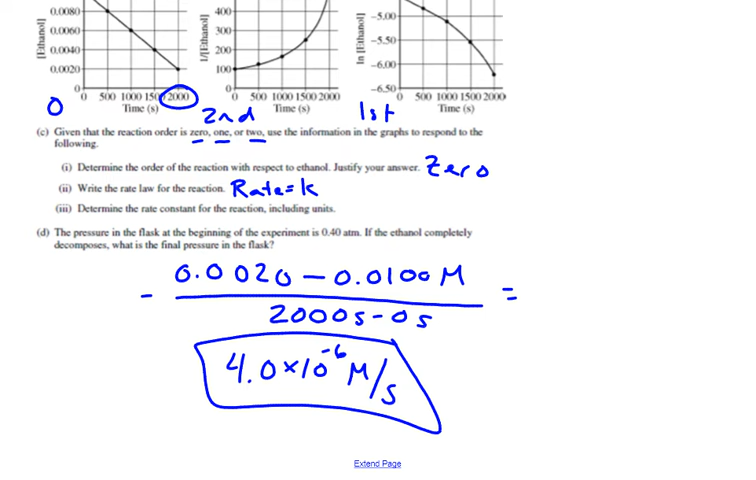 0.0080
0.0060
0.0040
0.0020
0
[Ethanol]
0 500 1000 1500 2000
Time (s)
400
300
200
100
0
1/[Ethanol]
0 500 1000 1500 2000
Time (s)
-5.00
-5.50
-6.00
-6.50
ln [Ethanol]
0 500 1000 1500 2000
Time (s)
0 2nd 1st
(c) Given that the reaction order is zero, one, or two, use the information in the graphs to respond to the
following.
(i) Determine the order of the reaction with respect to ethanol. Justify your answer. Zero
(ii) Write the rate law for the reaction. Rate=k
(iii) Determine the rate constant for the reaction, including units.
(d) The pressure in the flask at the beginning of the experiment is 0.40 atm. If the ethanol completely
decomposes, what is the final pressure in the flask?
0.0020 - 0.0100 M
- =
2000s-0s
4.0×10⁻⁶ M/s
Extend Page